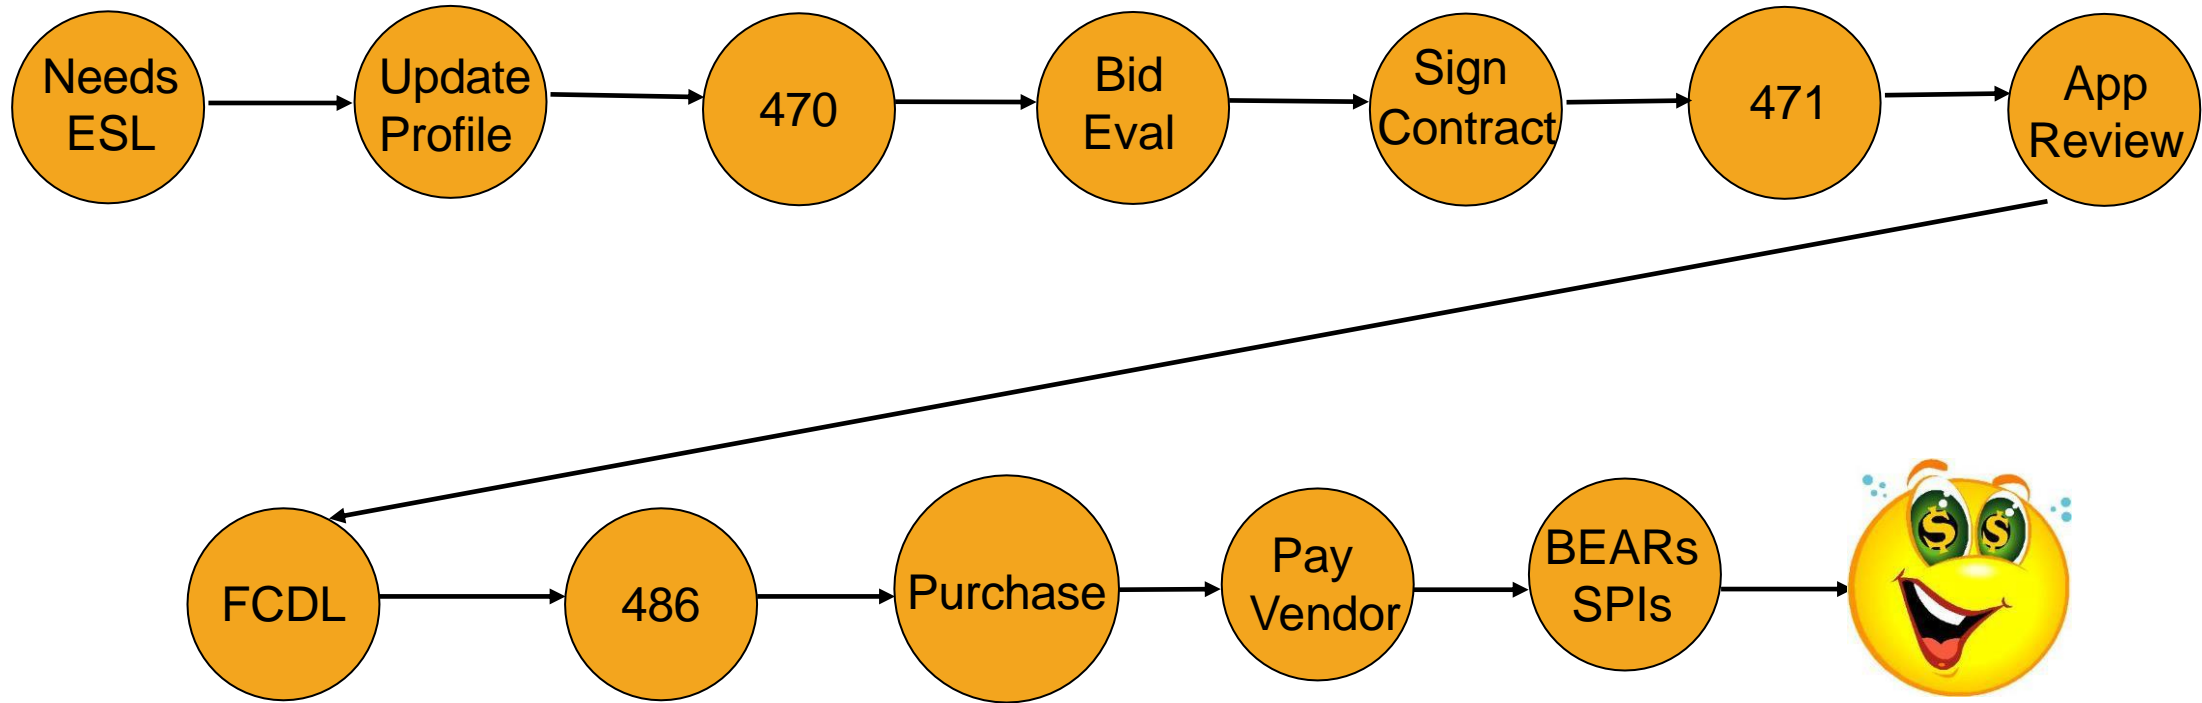 Needs
ESL
Update
Profile
470
Bid
Eval
Sign
Contract
471
App
Review
FCDL
486
Purchase
Pay
Vendor
BEARs
SPIs
$ $